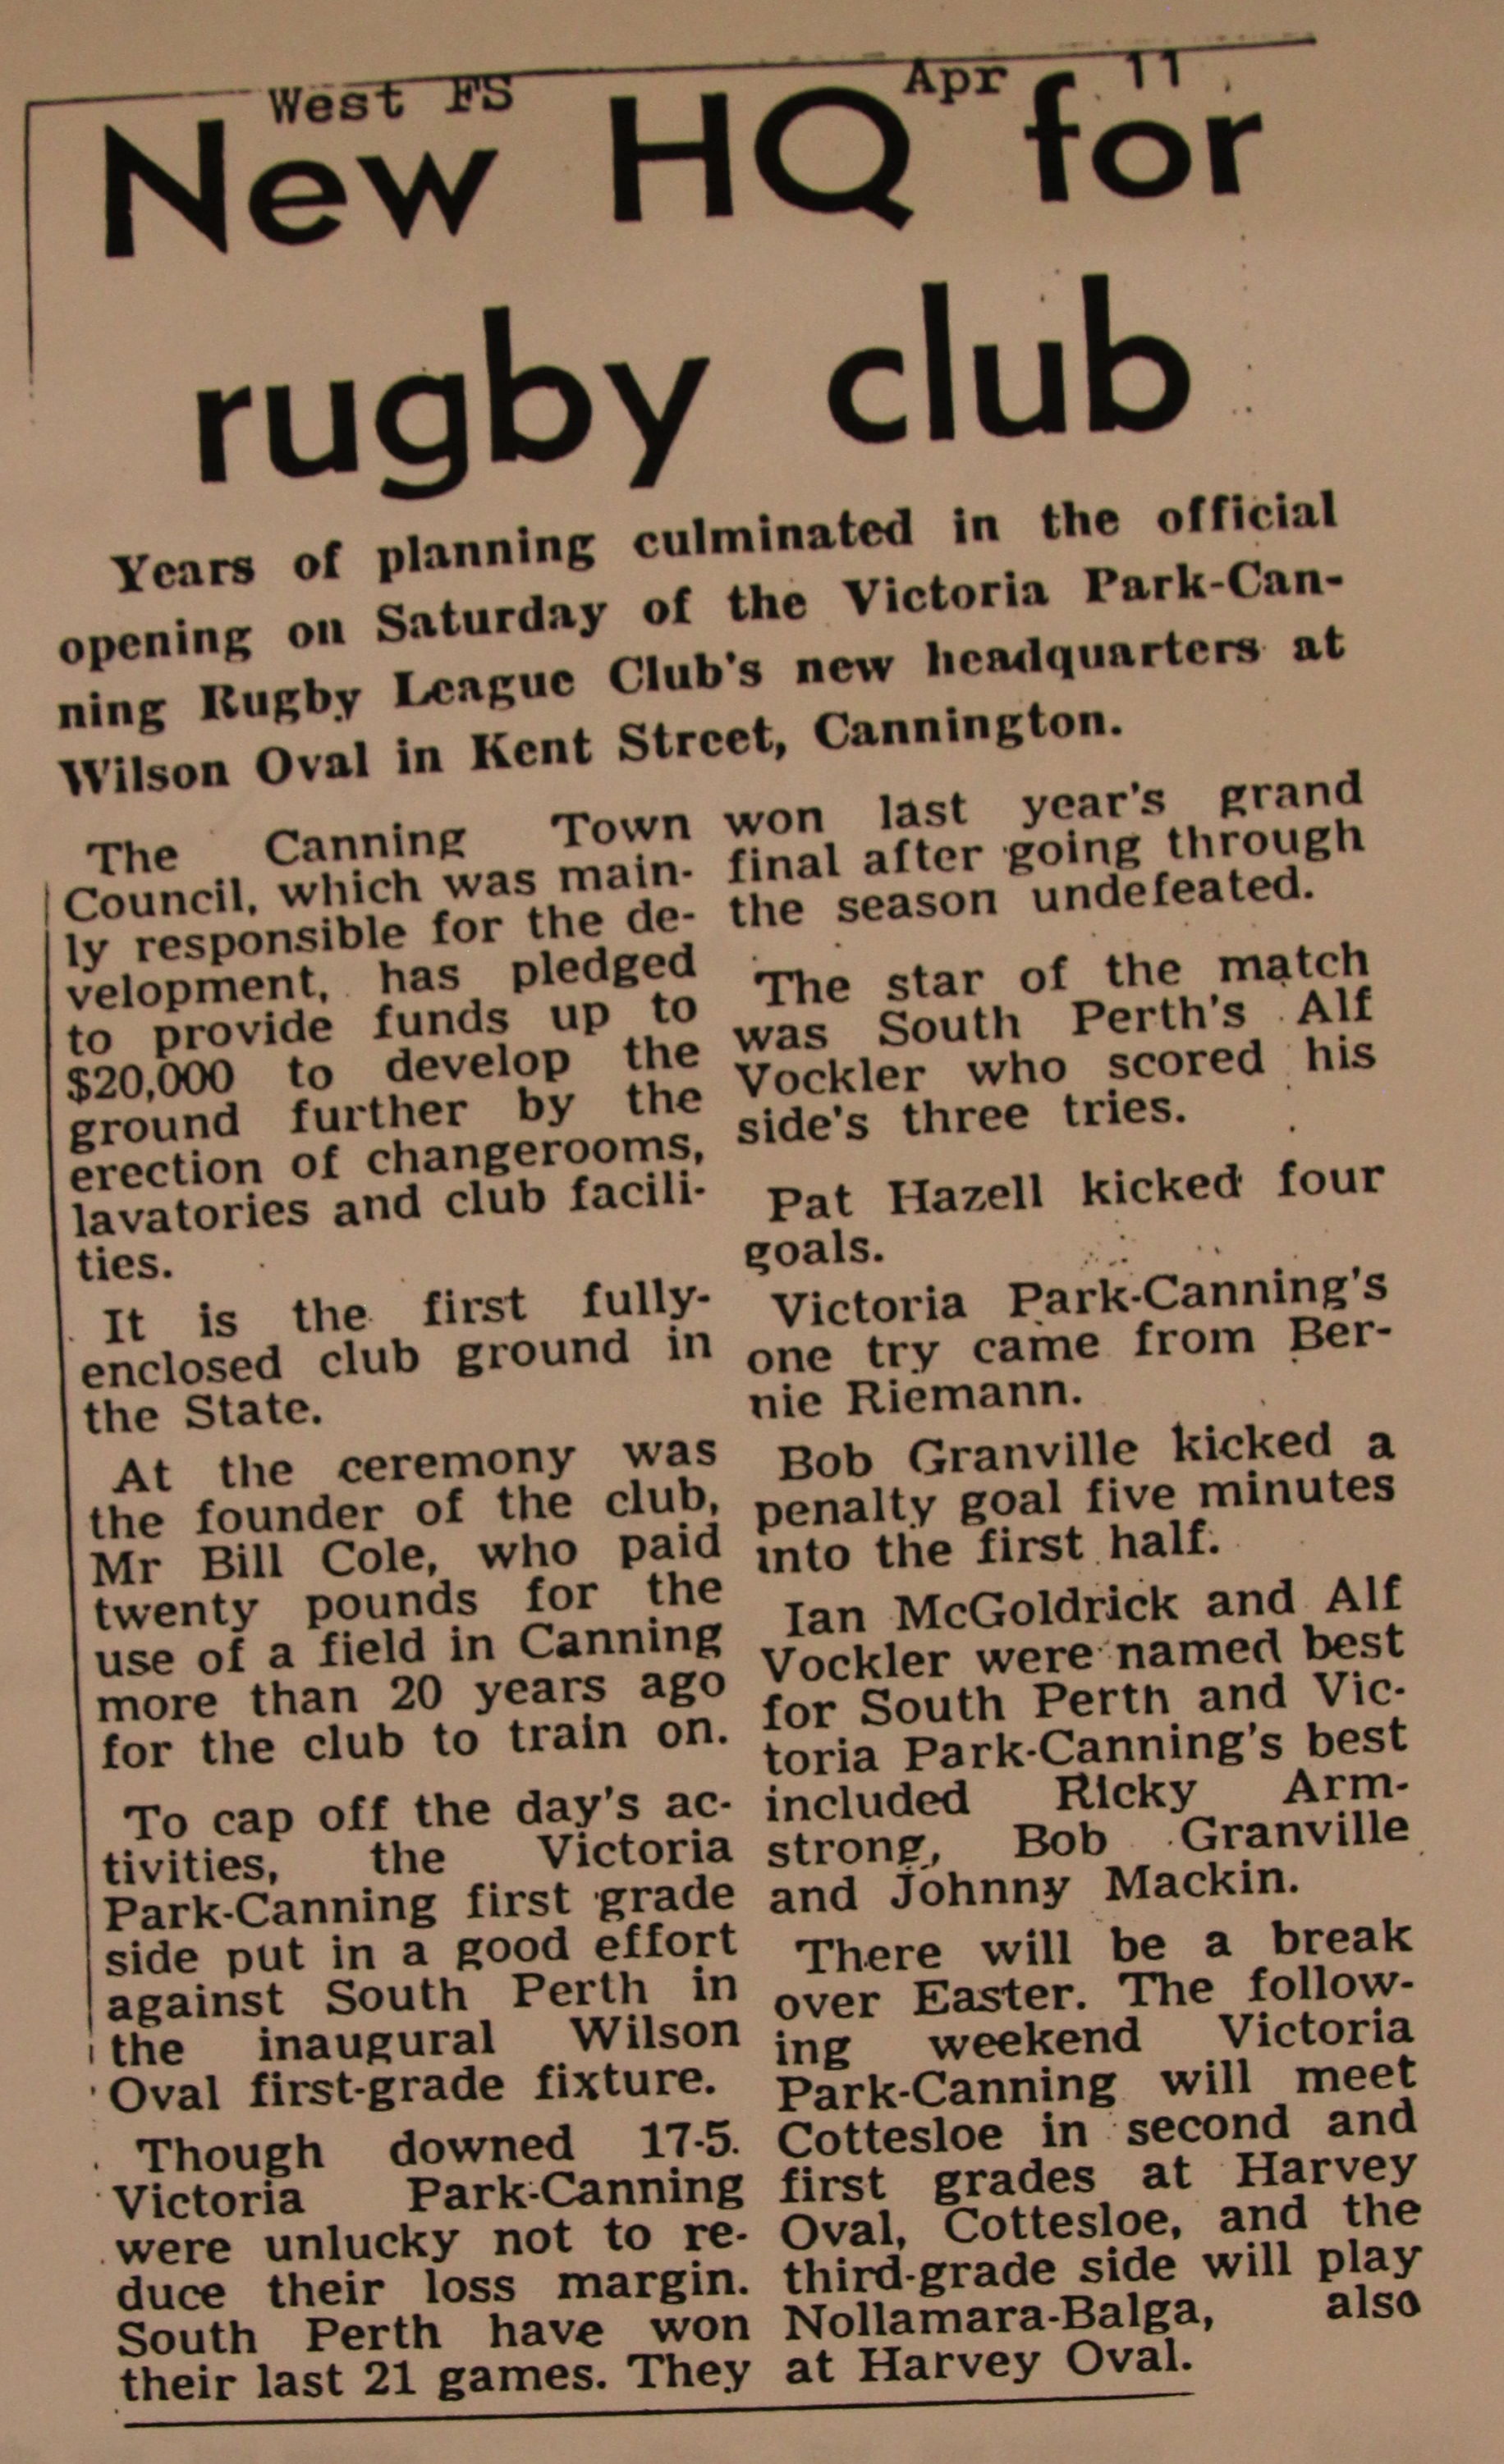 West FS Apr 11
New HQ for
rugby club
Years of planning culminated in the official
opening on Saturday of the Victoria Park-Can-
ning Rugby League Club's new headquarters at
Wilson Oval in Kent Street, Cannington.
The Canning Town
Council, which was main-
ly responsible for the de-
velopment, has pledged
to provide funds up to
$20,000 to develop the
ground further by the
erection of changerooms,
lavatories and club facili-
ties.
It is the first fully-
enclosed club ground in
the State.
At the ceremony was
the founder of the club,
Mr Bill Cole, who paid
twenty pounds for the
use of a field in Canning
more than 20 years ago
for the club to train on.
To cap off the day's ac-
tivities, the Victoria
Park-Canning first grade
side put in a good effort
against South Perth in
the inaugural Wilson
Oval first-grade fixture.
Though downed 17-5.
Victoria Park-Canning
were unlucky not to re-
duce their loss margin.
South Perth have won
their last 21 games. They
won last year's grand
final after going through
the season undefeated.
The star of the match
was South Perth's Alf
Vockler who scored his
side's three tries.
Pat Hazell kicked four
goals.
Victoria Park-Canning's
one try came from Ber-
nie Riemann.
Bob Granville kicked a
penalty goal five minutes
into the first half.
Ian McGoldrick and Alf
Vockler were named best
for South Perth and Vic-
toria Park-Canning's best
included Ricky Arm-
strong, Bob Granville
and Johnny Mackin.
There will be a break
over Easter. The follow-
ing weekend Victoria
Park-Canning will meet
Cottesloe in second and
first grades at Harvey
Oval, Cottesloe, and the
third-grade side will play
Nollamara-Balga, also
at Harvey Oval.